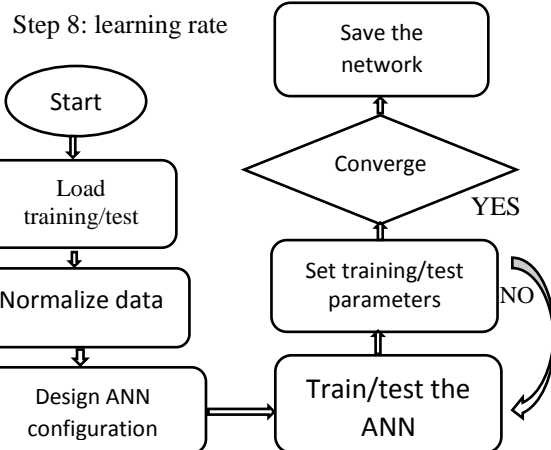 Step 8: learning rate
Start
Load
training/test
Normalize data
Design ANN
configuration
Train/test the
ANN
Set training/test
parameters
NO
Converge
YES
Save the
network